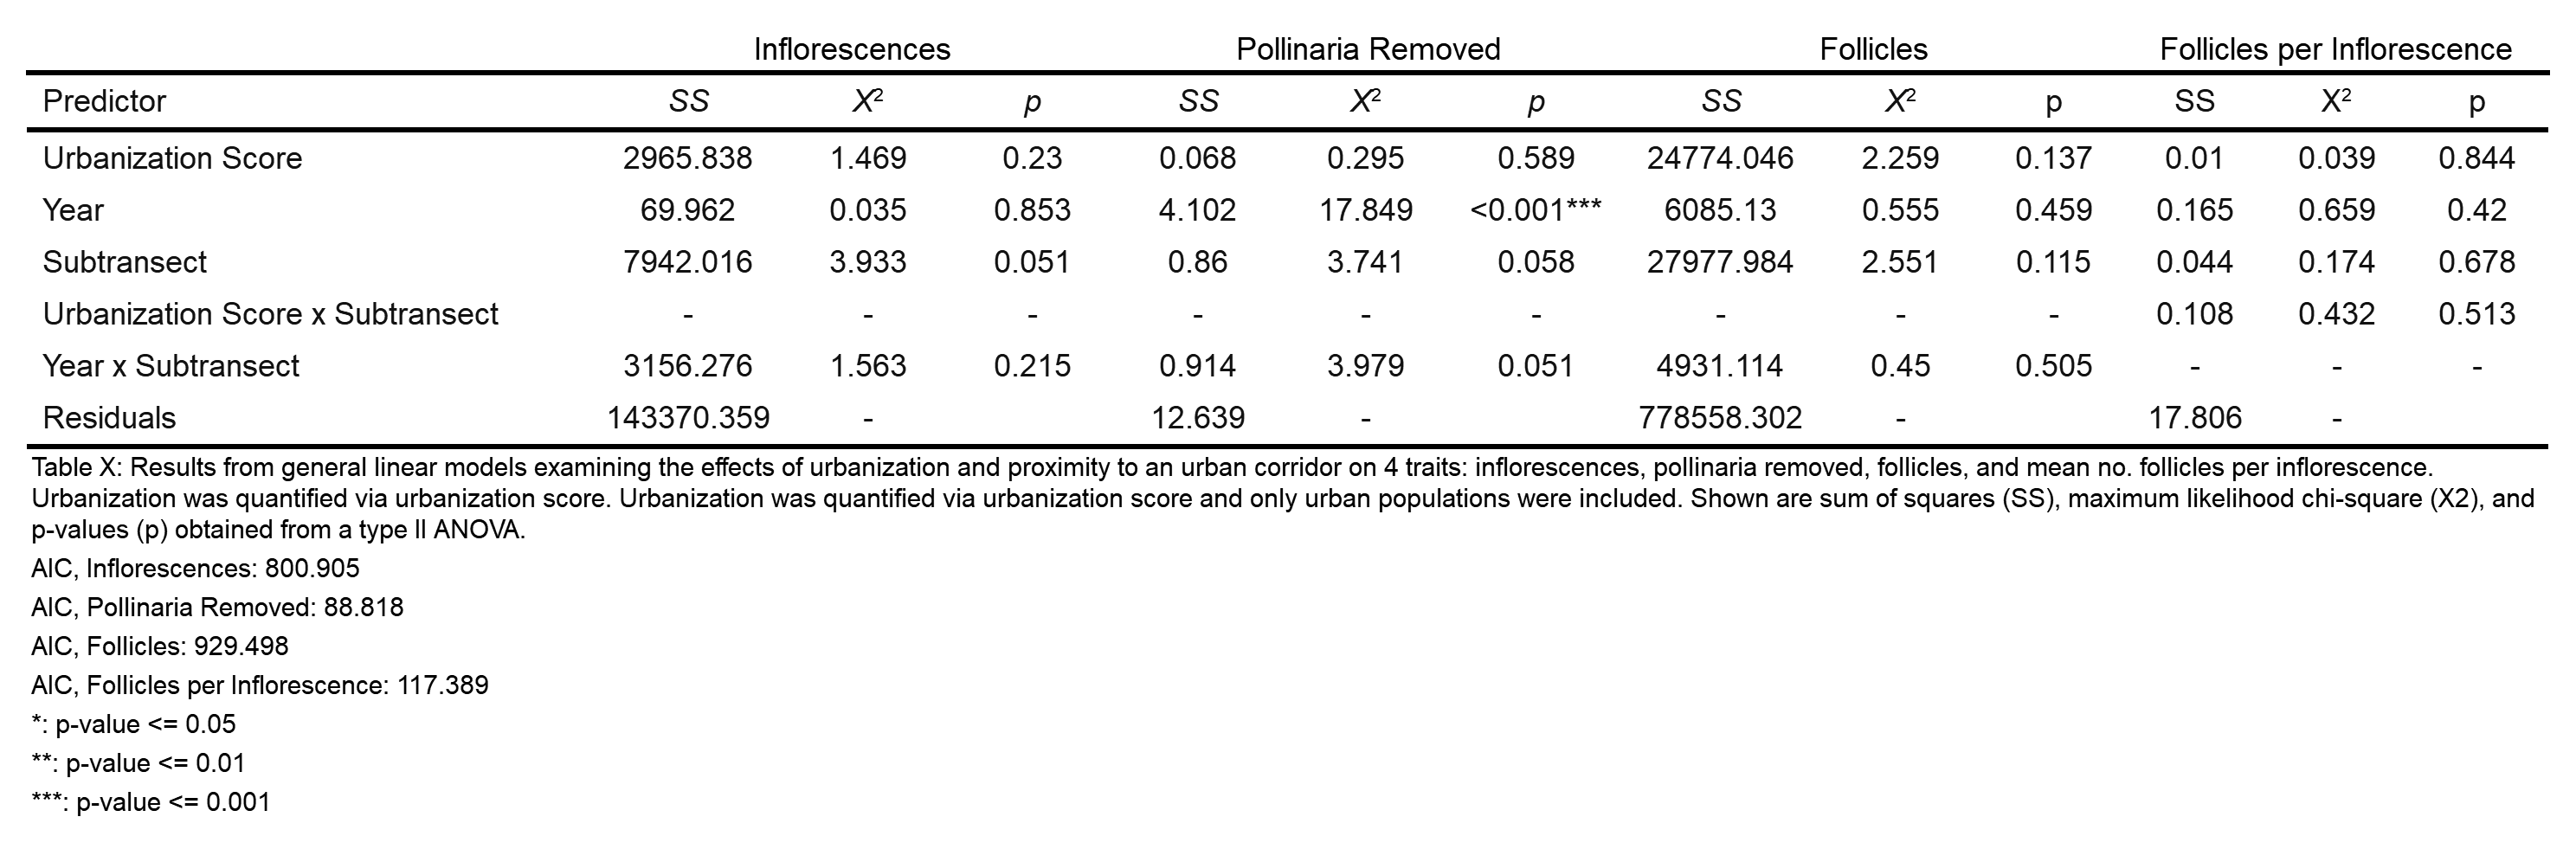 Inflorescences Pollinaria Removed Follicles Follicles per Inflorescence
Predictor SS X² p SS X² p SS X² p SS X² p
Urbanization Score 2965.838 1.469 0.23 0.068 0.295 0.589 24774.046 2.259 0.137 0.01 0.039 0.844
Year 69.962 0.035 0.853 4.102 17.849 <0.001*** 6085.13 0.555 0.459 0.165 0.659 0.42
Subtransect 7942.016 3.933 0.051 0.86 3.741 0.058 27977.984 2.551 0.115 0.044 0.174 0.678
Urbanization Score x Subtransect - - - - - - - - - 0.108 0.432 0.513
Year x Subtransect 3156.276 1.563 0.215 0.914 3.979 0.051 4931.114 0.45 0.505 - - -
Residuals 143370.359 - 12.639 - 778558.302 - 17.806 -
Table X: Results from general linear models examining the effects of urbanization and proximity to an urban corridor on 4 traits: inflorescences, pollinaria removed, follicles, and mean no. follicles per inflorescence.
Urbanization was quantified via urbanization score. Urbanization was quantified via urbanization score and only urban populations were included. Shown are sum of squares (SS), maximum likelihood chi-square (X2), and
p-values (p) obtained from a type II ANOVA.
AIC, Inflorescences: 800.905
AIC, Pollinaria Removed: 88.818
AIC, Follicles: 929.498
AIC, Follicles per Inflorescence: 117.389
*: p-value <= 0.05
**: p-value <= 0.01
***: p-value <= 0.001